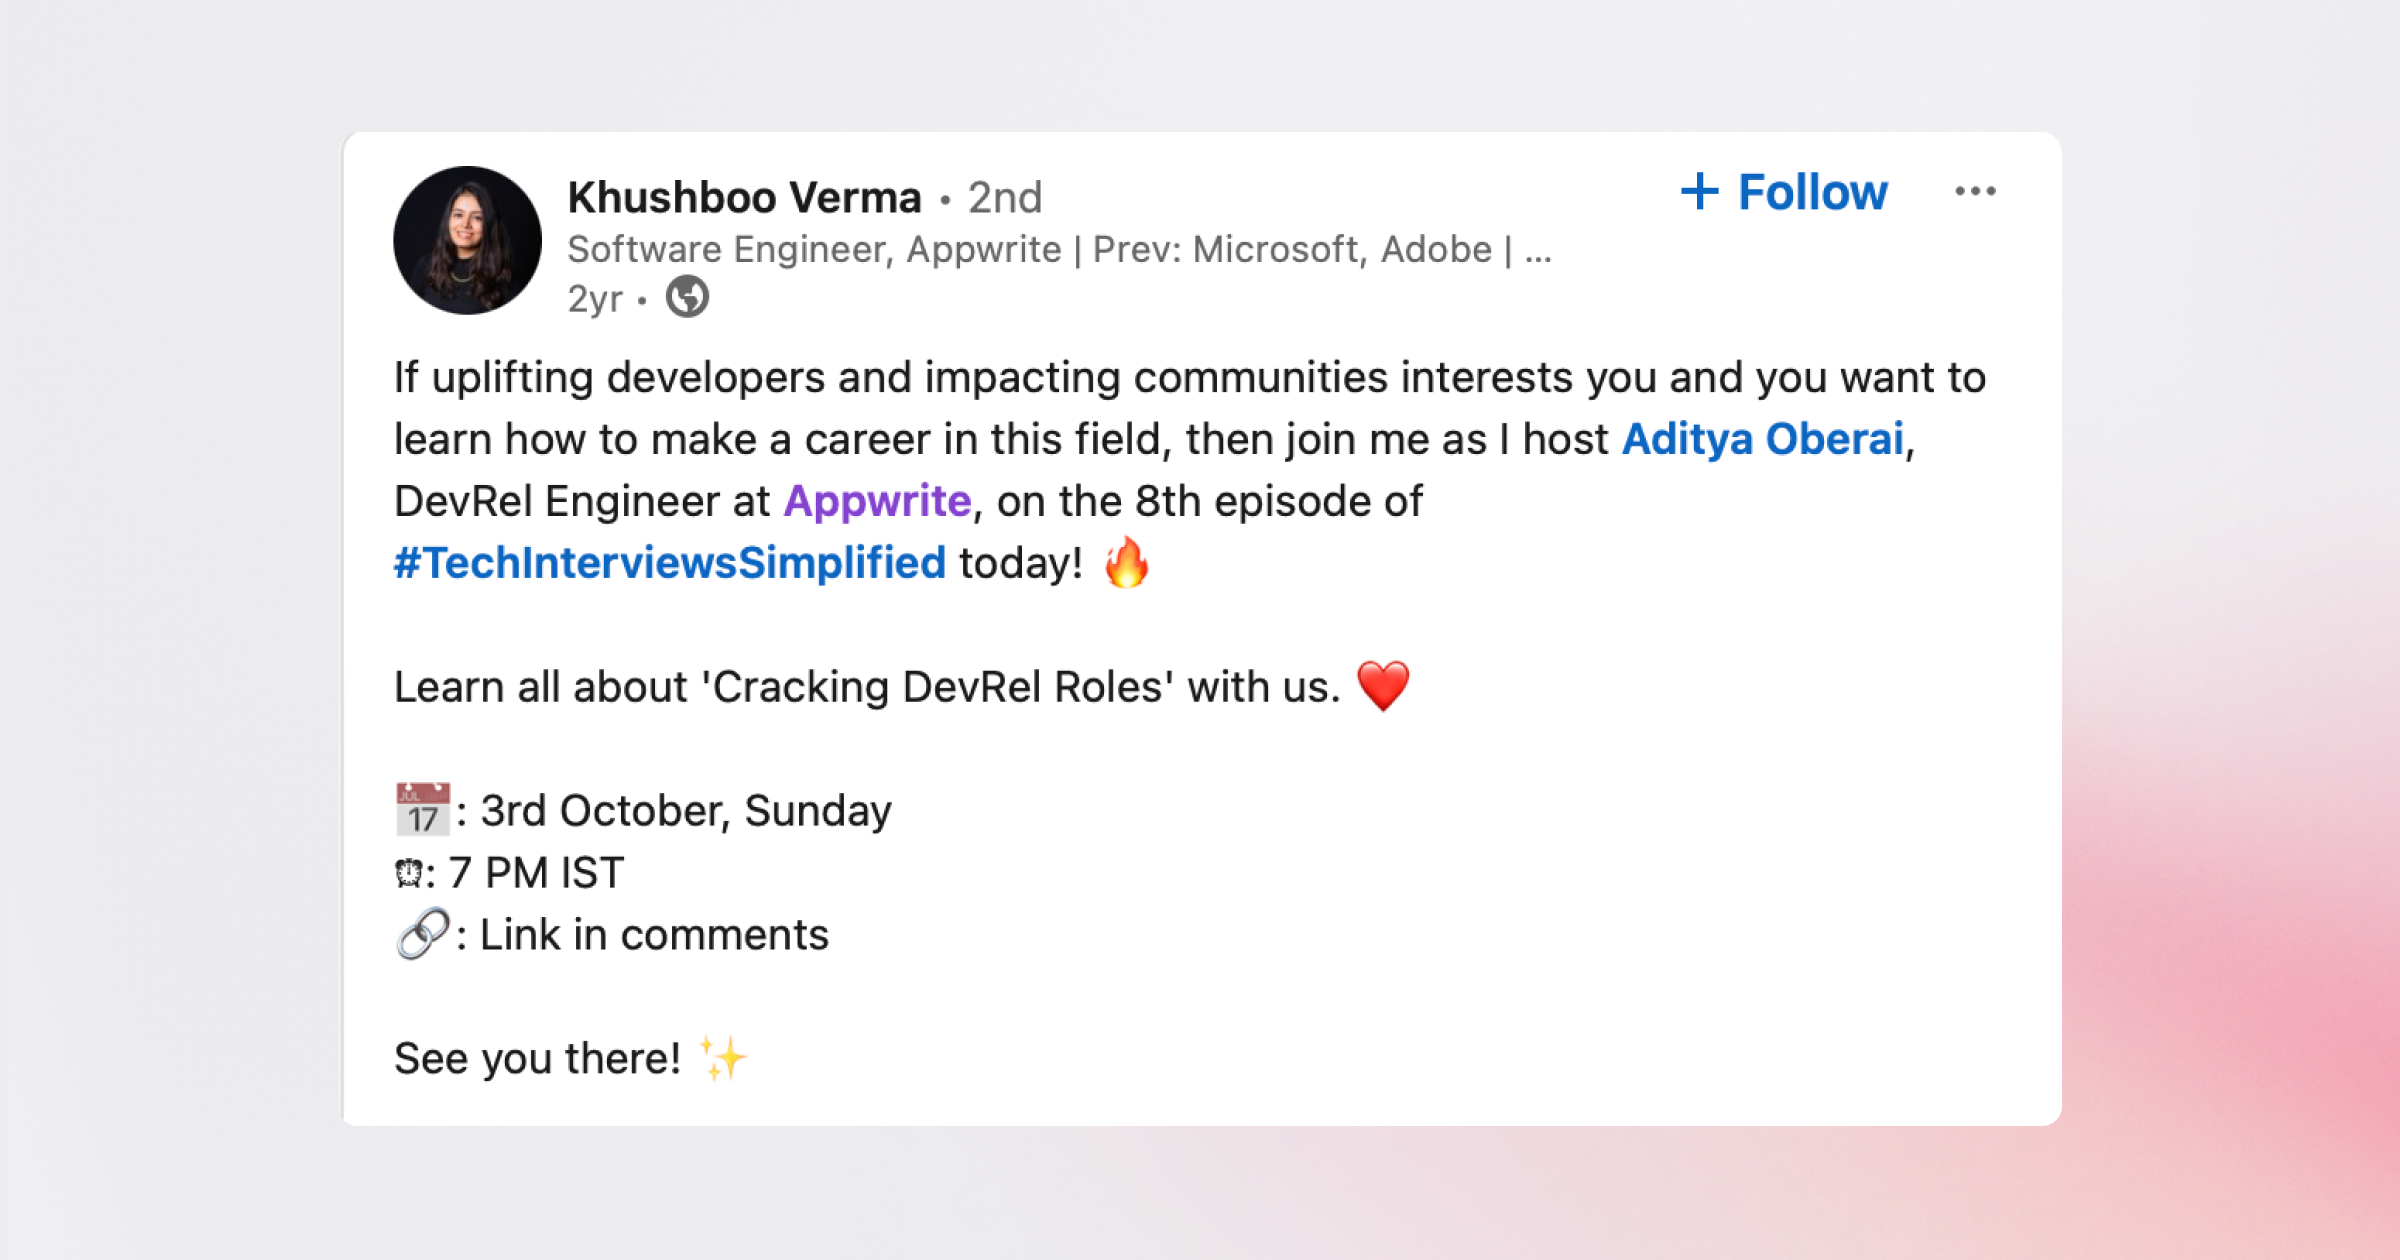 Khushboo Verma • 2nd
+ Follow
...
Software Engineer, Appwrite | Prev: Microsoft, Adobe | ...
2yr •
If uplifting developers and impacting communities interests you and you want to
learn how to make a career in this field, then join me as I host Aditya Oberai,
DevRel Engineer at Appwrite, on the 8th episode of
#TechInterviewsSimplified today! 🔥
Learn all about 'Cracking DevRel Roles' with us. ❤️
📅: 3rd October, Sunday
⏰: 7 PM IST
🔗: Link in comments
See you there! ✨